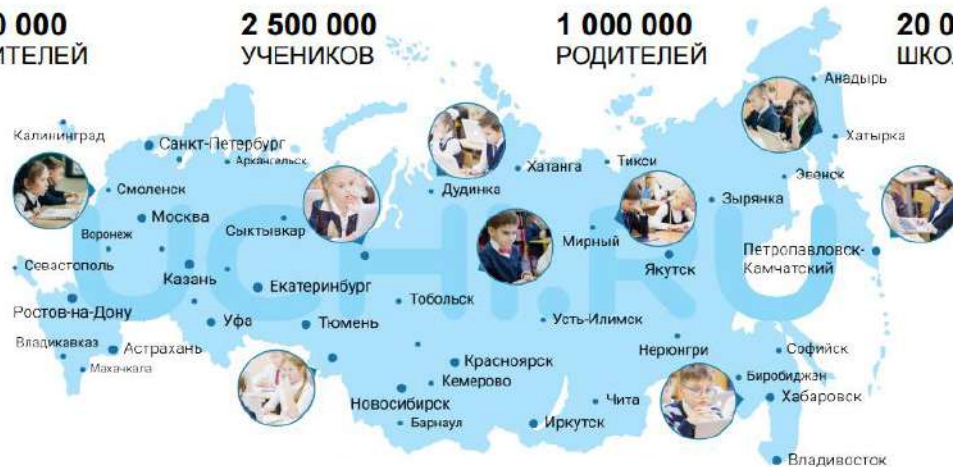 0 000
ИТЕЛЕЙ
2 500 000
УЧЕНИКОВ
1 000 000
РОДИТЕЛЕЙ
20 0
ШКОЛ
Анадырь
Калининград
Санкт-Петербург
Хатырка
Архангельск
Хатанга
Тикси
Эвенск
Смоленск
Дудинка
Зырянка
Москва
Сыктывкар
Воронеж
Мирный
Петропавловск-
Камчатский
Севастополь
Якутск
Казань
UCHI.RU
Екатеринбург
Тобольск
Ростов-на-Дону
Уфа
Тюмень
Усть-Илимск
Владикавказ
Астрахань
Нерюнгри
Софийск
Махачкала
Красноярск
Кемерово
Биробиджан
Новосибирск
Чита
Хабаровск
Барнаул
Иркутск
Владивосток